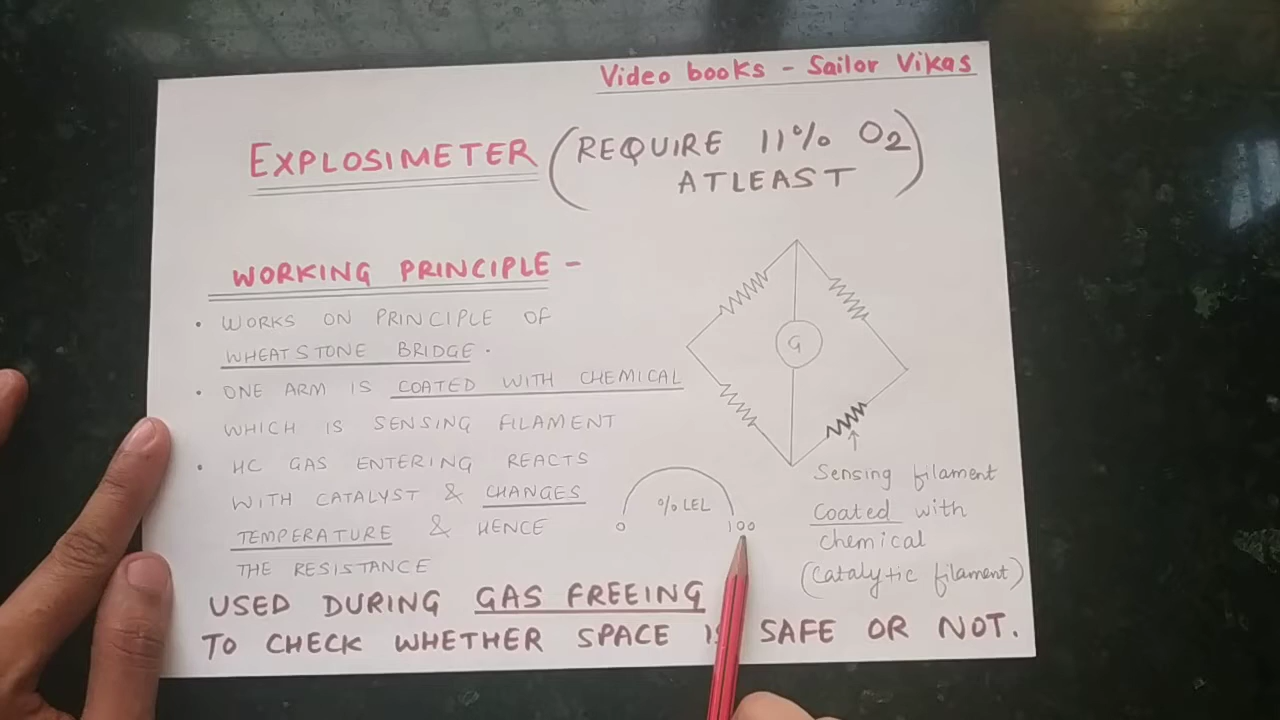 Video books - Sailor Vikas
EXPLOSIMETER (REQUIRE 11% O2
ATLEAST)
WORKING PRINCIPLE -
• WORKS ON PRINCIPLE OF
WHEATSTONE BRIDGE.
• ONE ARM IS COATED WITH CHEMICAL
WHICH IS SENSING FILAMENT
• HC GAS ENTERING REACTS
WITH CATALYST & CHANGES
TEMPERATURE & HENCE
THE RESISTANCE
G
% LEL
0 100
Sensing filament
coated with
chemical
(catalytic filament)
USED DURING GAS FREEING
TO CHECK WHETHER SPACE IS SAFE OR NOT.